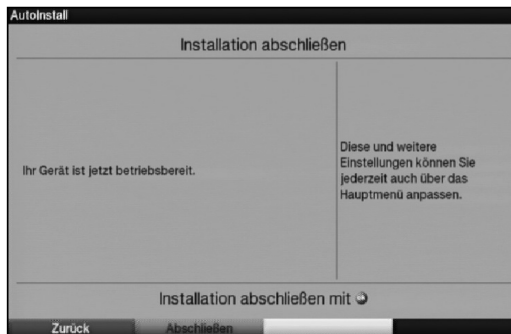 AutoInstall
Installation abschließen
Ihr Gerät ist jetzt betriebsbereit.
Diese und weitere
Einstellungen können Sie
jederzeit auch über das
Hauptmenü anpassen.
Installation abschließen mit
Zurück
Abschließen